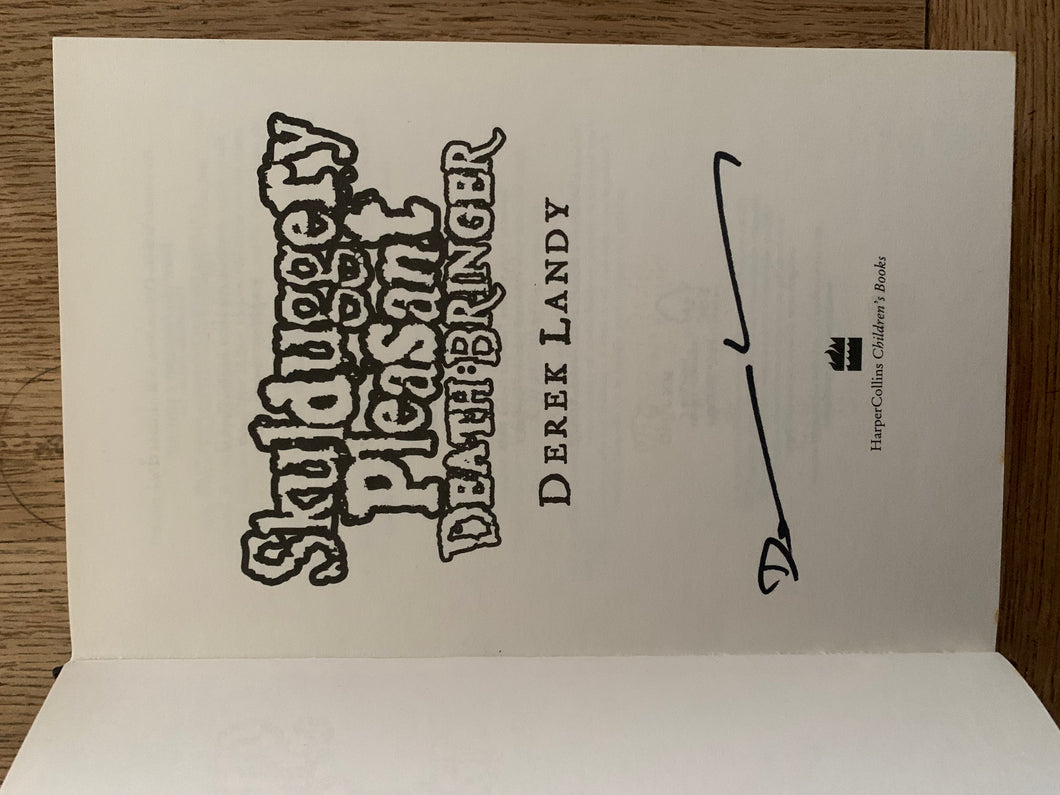 Skulduggery
Pleasant
DEATH BRINGER
DEREK LANDY
HarperCollins Children's Books